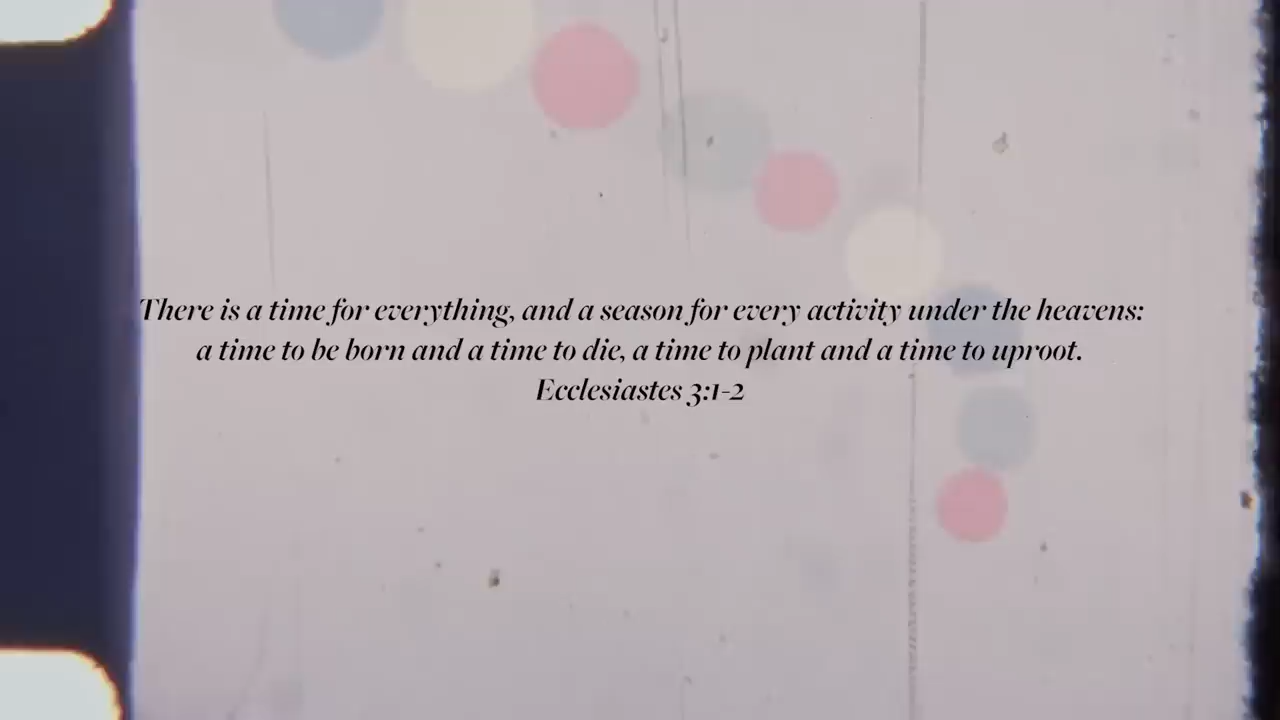 There is a time for everything, and a season for every activity under the heavens:
a time to be born and a time to die, a time to plant and a time to uproot.
Ecclesiastes 3:1-2